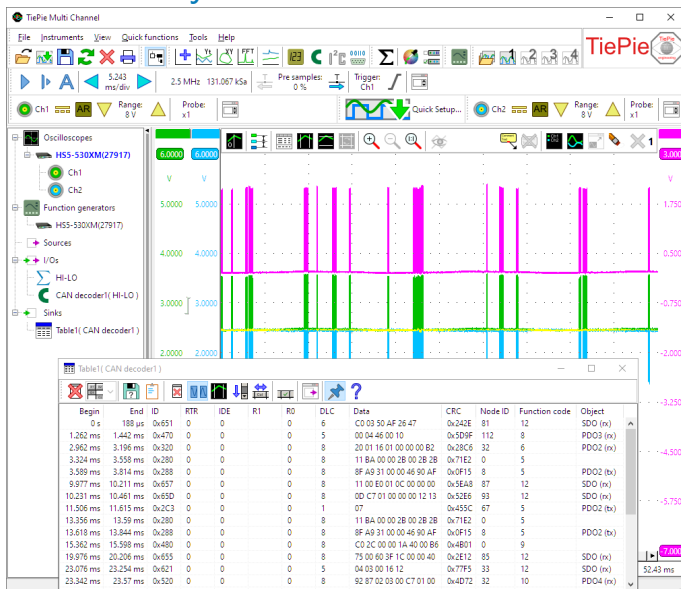 TiePie Multi Channel
File Instruments View Quick functions Tools Help
TiePie
5.243 ms/div
2.5 MHz 131.067 kSa
Pre samples: 0 %
Trigger: Ch1
Ch1 AR Range: 8 V Probe: x1
Quick Setup...
Ch2 AR Range: 8 V Probe: x1
Oscilloscopes
HS5-530XM(27917)
Ch1
Ch2
Function generators
HS5-530XM(27917)
Sources
I/Os
HI-LO
CAN decoder1( HI-LO )
Sinks
Table1( CAN decoder1 )
6.0000 6.0000 1 3.000
V V V
5.0000 5.0000 1.750
4.0000 4.0000 0.500
3.0000 3.0000 -0.750
2.0000 2.0000 -2.000
-3.250
-5.750
-7.000
52.43 ms
Table1( CAN decoder1 )
Begin End ID RTR IDE R1 R0 DLC Data CRC Node ID Function code Object
0 s 188 µs 0x651 0 0 0 6 C0 03 50 AF 26 47 0x242E 81 12 SDO (rx)
1.262 ms 1.442 ms 0x470 0 0 0 5 00 04 46 00 10 0x5D9F 112 8 PDO3 (rx)
2.962 ms 3.196 ms 0x320 0 0 0 8 20 01 16 01 00 00 00 B2 0x28C6 32 6 PDO2 (rx)
3.324 ms 3.558 ms 0x280 0 0 0 8 11 BA 00 00 2B 00 2B 2B 0x71E2 0 5
3.589 ms 3.814 ms 0x288 0 0 0 8 8F A9 31 00 00 46 90 AF 0x0F15 8 5 PDO2 (tx)
9.977 ms 10.211 ms 0x657 0 0 0 8 11 00 E0 01 0C 00 00 00 0x5EA8 87 12 SDO (rx)
10.231 ms 10.461 ms 0x65D 0 0 0 8 0D C7 01 00 00 00 12 13 0x52E6 93 12 SDO (rx)
11.506 ms 11.615 ms 0x2C3 0 0 0 1 07 0x455C 67 5 PDO2 (tx)
13.356 ms 13.59 ms 0x280 0 0 0 8 11 BA 00 00 2B 00 2B 2B 0x71E2 0 5
13.618 ms 13.844 ms 0x288 0 0 0 8 8F A9 31 00 00 46 90 AF 0x0F15 8 5 PDO2 (tx)
15.362 ms 15.598 ms 0x480 0 0 0 8 C0 2C 00 00 1A 40 00 B6 0x4B01 0 9
19.976 ms 20.206 ms 0x655 0 0 0 8 75 00 60 3F 1C 00 00 40 0x2E12 85 12 SDO (rx)
23.076 ms 23.254 ms 0x621 0 0 0 5 04 03 00 16 12 0x77F5 33 12 SDO (rx)
23.342 ms 23.57 ms 0x520 0 0 0 8 92 87 02 03 00 C7 01 00 0x4D72 32 10 PDO4 (rx)